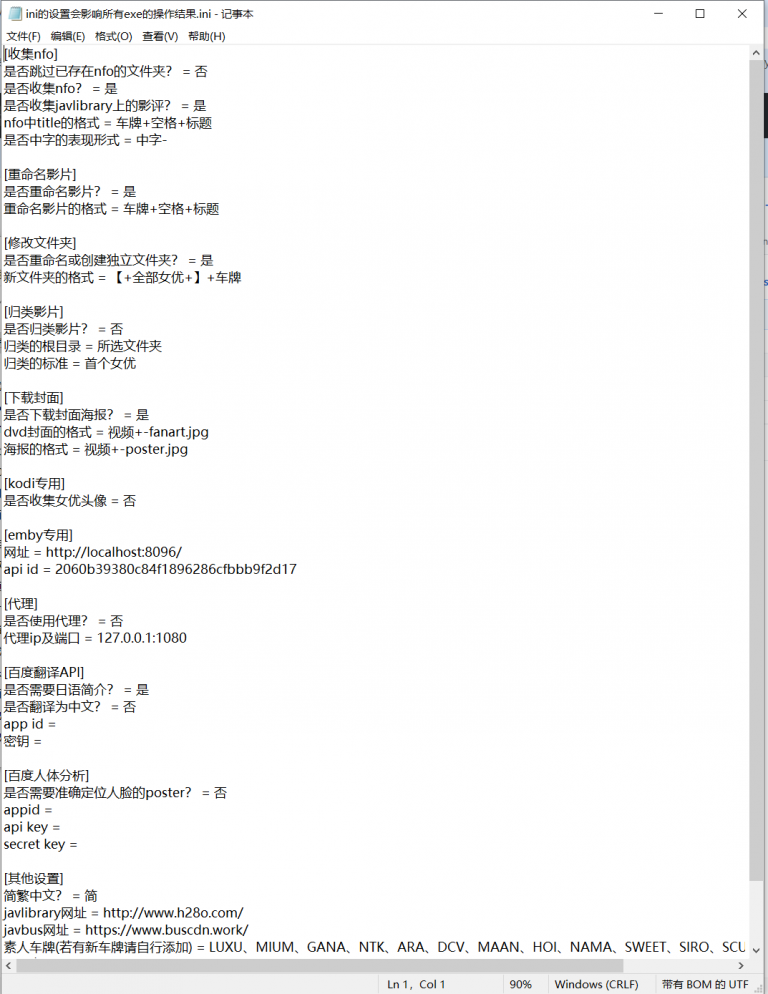 ini的设置会影响所有exe的操作结果.ini - 记事本
文件(F) 编辑(E) 格式(O) 查看(V) 帮助(H)
[收集nfo]
是否跳过已存在nfo的文件夹？ = 否
是否收集nfo？ = 是
是否收集javlibrary上的影评？ = 是
nfo中title的格式 = 车牌+空格+标题
是否中字的表现形式 = 中字-
[重命名影片]
是否重命名影片？ = 是
重命名影片的格式 = 车牌+空格+标题
[修改文件夹]
是否重命名或创建独立文件夹？ = 是
新文件夹的格式 = 【+全部女优+】+车牌
[归类影片]
是否归类影片？ = 否
归类的根目录 = 所选文件夹
归类的标准 = 首个女优
[下载封面]
是否下载封面海报？ = 是
dvd封面的格式 = 视频+-fanart.jpg
海报的格式 = 视频+-poster.jpg
[kodi专用]
是否收集女优头像 = 否
[emby专用]
网址 = http://localhost:8096/
api id = 2060b39380c84f1896286cfbbb9f2d17
[代理]
是否使用代理？ = 否
代理ip及端口 = 127.0.0.1:1080
[百度翻译API]
是否需要日语简介？ = 是
是否翻译为中文？ = 否
app id =
密钥 =
[百度人体分析]
是否需要准确定位人脸的poster？ = 否
appid =
api key =
secret key =
[其他设置]
简繁中文？ = 简
javlibrary网址 = http://www.h28o.com/
javbus网址 = https://www.buscdn.work/
素人车牌(若有新车牌请自行添加) = LUXU、MIUM、GANA、NTK、ARA、DCV、MAAN、HOI、NAMA、SWEET、SIRO、SCU
Ln 1，Col 1 90% Windows (CRLF) 带有 BOM 的 UTF